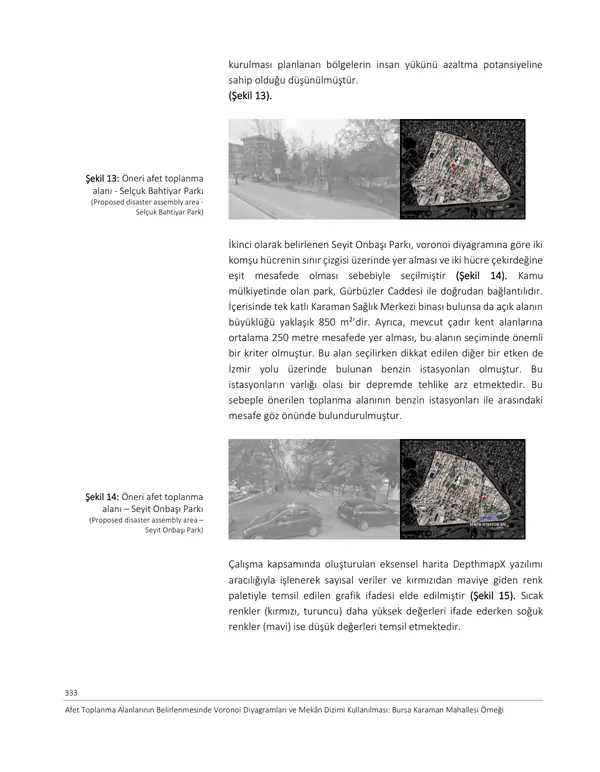 kurulması planlanan bölgelerin insan yükünü azaltma potansiyeline
sahip olduğu düşünülmüştür.
(Şekil 13).
Şekil 13: Öneri afet toplanma
alanı - Selçuk Bahtiyar Parkı
(Proposed disaster assembly area -
Selçuk Bahtiyar Park)
İkinci olarak belirlenen Seyit Onbaşı Parkı, voronoi diyagramına göre iki
komşu hücrenin sınır çizgisi üzerinde yer alması ve iki hücre çekirdeğine
eşit mesafede olması sebebiyle seçilmiştir (Şekil 14). Kamu
mülkiyetinde olan park, Gürbüzler Caddesi ile doğrudan bağlantılıdır.
İçerisinde tek katlı Karaman Sağlık Merkezi binası bulunsa da açık alanın
büyüklüğü yaklaşık 850 m²'dir. Ayrıca, mevcut çadır kent alanlarına
ortalama 250 metre mesafede yer alması, bu alanın seçiminde önemli
bir kriter olmuştur. Bu alan seçilirken dikkat edilen diğer bir etken de
İzmir yolu üzerinde bulunan benzin istasyonları olmuştur. Bu
istasyonların varlığı olası bir depremde tehlike arz etmektedir. Bu
sebeple önerilen toplanma alanının benzin istasyonları ile arasındaki
mesafe göz önünde bulundurulmuştur.
BENZİN İSTASYONLARI
Şekil 14: Öneri afet toplanma
alanı – Seyit Onbaşı Parkı
(Proposed disaster assembly area –
Seyit Onbaşı Park)
Çalışma kapsamında oluşturulan eksensel harita DepthmapX yazılımı
aracılığıyla işlenerek sayısal veriler ve kırmızıdan maviye giden renk
paletiyle temsil edilen grafik ifadesi elde edilmiştir (Şekil 15). Sıcak
renkler (kırmızı, turuncu) daha yüksek değerleri ifade ederken soğuk
renkler (mavi) ise düşük değerleri temsil etmektedir.
333
Afet Toplanma Alanlarının Belirlenmesinde Voronoi Diyagramları ve Mekân Dizimi Kullanılması: Bursa Karaman Mahallesi Örneği